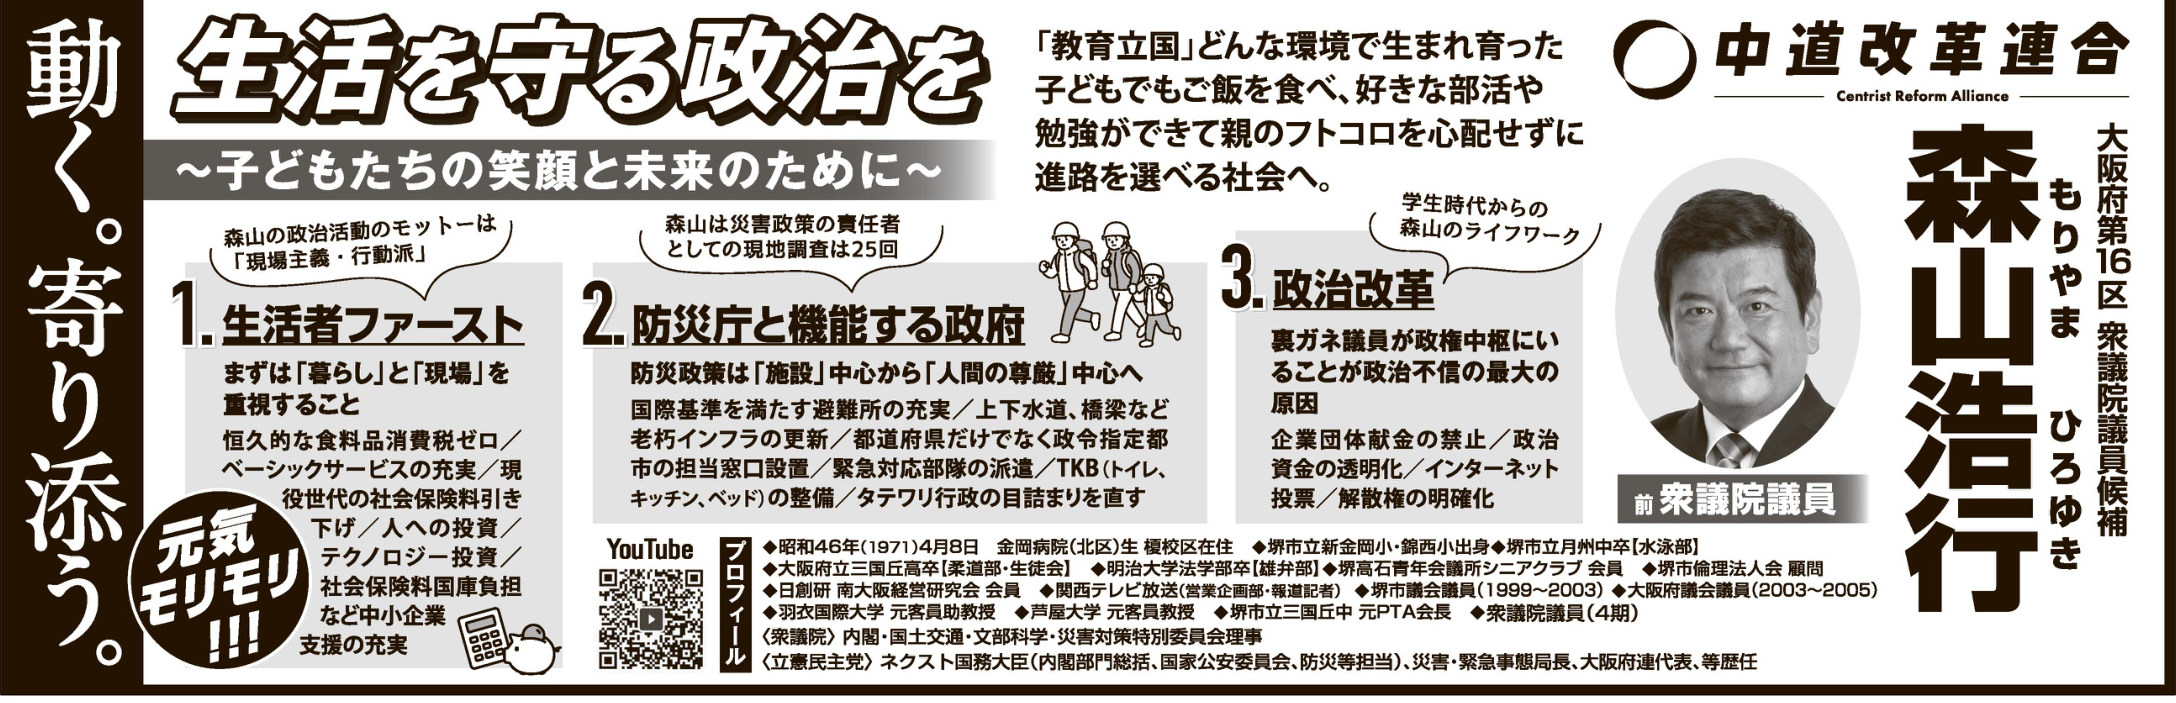 動く。寄り添う。
生活を守る政治を
～子どもたちの笑顔と未来のために～
「教育立国」どんな環境で生まれ育った
子どもでもご飯を食べ、好きな部活や
勉強ができて親のフトコロを心配せずに
進路を選べる社会へ。
中道改革連合
Centrist Reform Alliance
大阪府第16区 衆議院議員候補
もりやま ひろゆき
森山浩行
前 衆議院議員
森山の政治活動のモットーは
「現場主義・行動派」
1. 生活者ファースト
まずは「暮らし」と「現場」を
重視すること
恒久的な食料品消費税ゼロ／
ベーシックサービスの充実／現
役世代の社会保険料引き
下げ／人への投資／
テクノロジー投資／
社会保険料国庫負担
など中小企業
支援の充実
元気
モリモリ
!!!
森山は災害政策の責任者
としての現地調査は25回
2. 防災庁と機能する政府
防災政策は「施設」中心から「人間の尊厳」中心へ
国際基準を満たす避難所の充実／上下水道、橋梁など
老朽インフラの更新／都道府県だけでなく政令指定都
市の担当窓口設置／緊急対応部隊の派遣／TKB（トイレ、
キッチン、ベッド）の整備／タテワリ行政の目詰まりを直す
学生時代からの
森山のライフワーク
3. 政治改革
裏ガネ議員が政権中枢にい
ることが政治不信の最大の
原因
企業団体献金の禁止／政治
資金の透明化／インターネット
投票／解散権の明確化
YouTube
プロフィール
◆昭和46年（1971）4月8日 金岡病院（北区）生 榎校区在住 ◆堺市立新金岡小・錦西小出身◆堺市立月州中卒【水泳部】
◆大阪府立三国丘高卒【柔道部・生徒会】 ◆明治大学法学部卒【雄弁部】◆堺高石青年会議所シニアクラブ 会員 ◆堺市倫理法人会 顧問
◆日創研 南大阪経営研究会 会員 ◆関西テレビ放送（営業企画部・報道記者） ◆堺市議会議員（1999～2003） ◆大阪府議会議員（2003～2005）
◆羽衣国際大学 元客員助教授 ◆芦屋大学 元客員教授 ◆堺市立三国丘中 元PTA会長 ◆衆議院議員（4期）
〈衆議院〉内閣・国土交通・文部科学・災害対策特別委員会理事
〈立憲民主党〉ネクスト国務大臣（内閣部門総括、国家公安委員会、防災等担当）、災害・緊急事態局長、大阪府連代表、等歴任